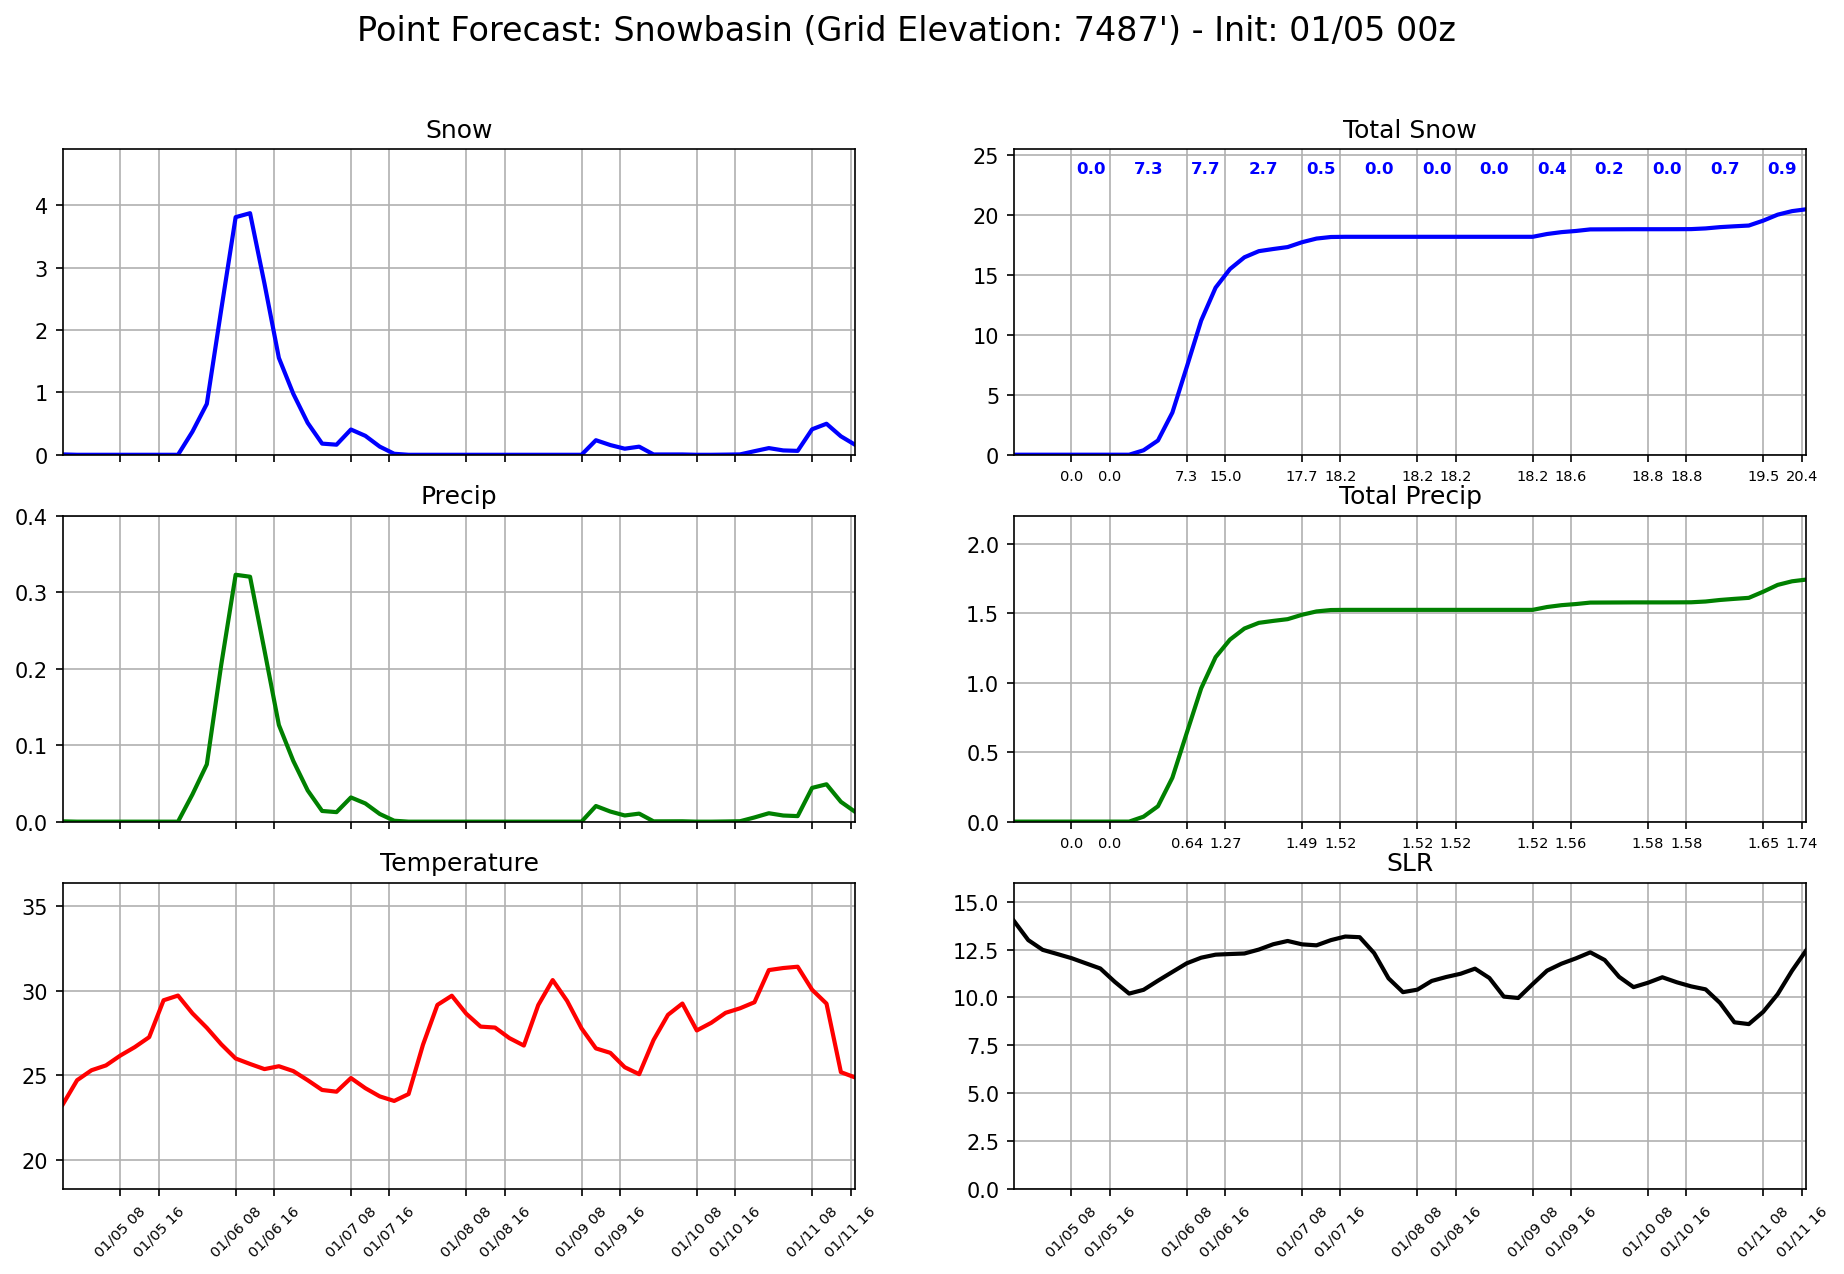 Point Forecast: Snowbasin (Grid Elevation: 7487') - Init: 01/05 00z
Snow
4
3
2
1
0
Total Snow
0.0 7.3 7.7 2.7 0.5 0.0 0.0 0.0 0.4 0.2 0.0 0.7 0.9
25
20
15
10
5
0
0.0 0.0 7.3 15.0 17.7 18.2 18.2 18.2 18.2 18.6 18.8 18.8 19.5 20.4
Precip
0.4
0.3
0.2
0.1
0.0
Total Precip
2.0
1.5
1.0
0.5
0.0
0.0 0.0 0.64 1.27 1.49 1.52 1.52 1.52 1.52 1.56 1.58 1.58 1.65 1.74
Temperature
35
30
25
20
01/05 08 01/05 16 01/06 08 01/06 16 01/07 08 01/07 16 01/08 08 01/08 16 01/09 08 01/09 16 01/10 08 01/10 16 01/11 08 01/11 16
SLR
15.0
12.5
10.0
7.5
5.0
2.5
0.0
01/05 08 01/05 16 01/06 08 01/06 16 01/07 08 01/07 16 01/08 08 01/08 16 01/09 08 01/09 16 01/10 08 01/10 16 01/11 08 01/11 16